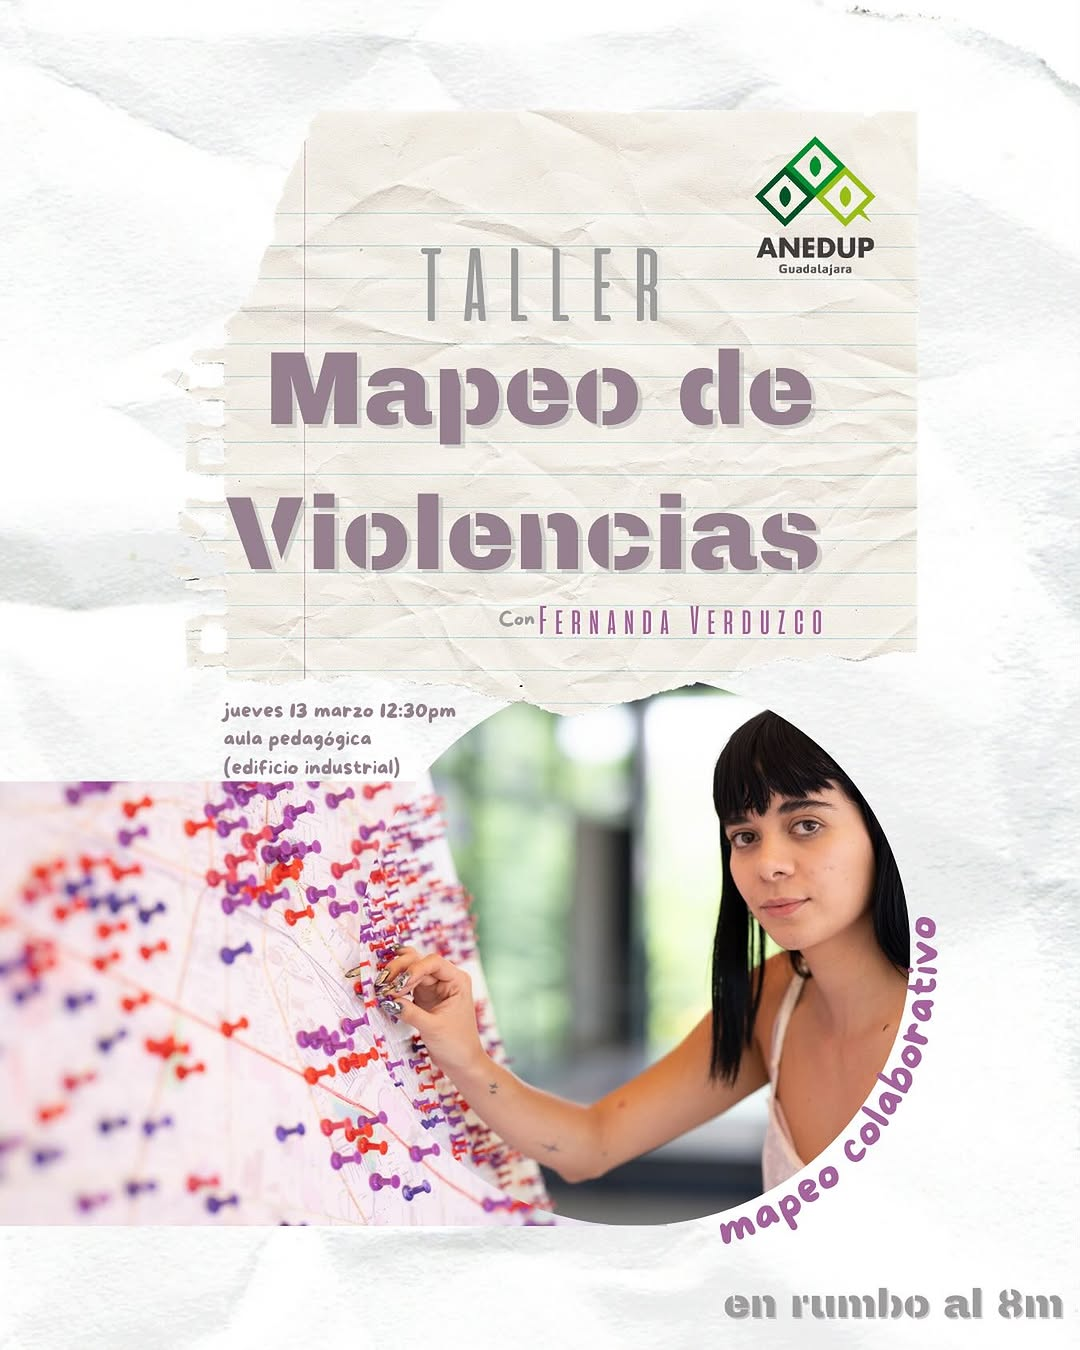 ANEDUP
Guadalajara
TALLER
Mapeo de
Violencias
Con FERNANDA VERDUZCO
jueves 13 marzo 12:30pm
aula pedagógica
(edificio industrial)
mapeo colaborativo
en rumbo al 8m